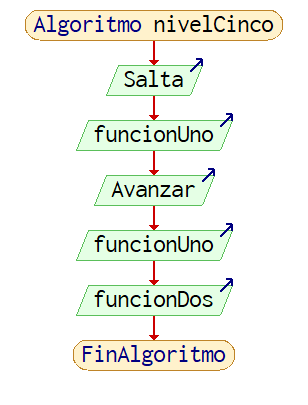 Algoritmo nivelCinco
Salta
funcionUno
Avanzar
funcionUno
funcionDos
FinAlgoritmo